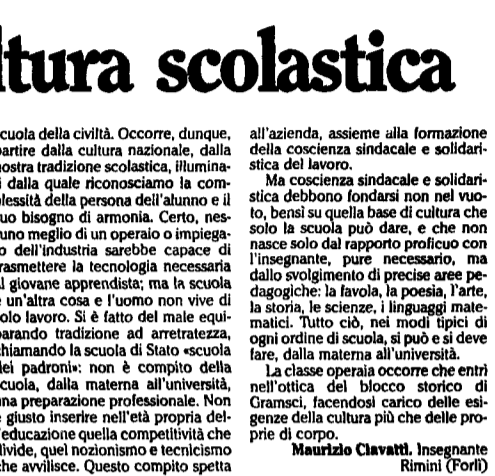 ltura scolastica
cuola della civiltà. Occorre, dunque,
partire dalla cultura nazionale, dalla
nostra tradizione scolastica, illumina-
i dalla quale riconosciamo la com-
lessità della persona dell'alunno e il
uo bisogno di armonia. Certo, nes-
uno meglio di un operaio o impiega-
o dell'industria sarebbe capace di
rasmettere la tecnologia necessaria
l giovane apprendista; ma la scuola
è un'altra cosa e l'uomo non vive di
olo lavoro. Si è fatto del male equi-
parando tradizione ad arretratezza,
chiamando la scuola di Stato «scuola
dei padroni»: non è compito della
cuola, dalla materna all'università,
una preparazione professionale. Non
è giusto inserire nell'età propria del-
l'educazione quella competitività che
divide, quel nozionismo e tecnicismo
che avvilisce. Questo compito spetta
all'azienda, assieme alla formazione
della coscienza sindacale e solidari-
stica del lavoro.
Ma coscienza sindacale e solidari-
stica debbono fondarsi non nel vuo-
to, bensì su quella base di cultura che
solo la scuola può dare, e che non
nasce solo dal rapporto proficuo con
l'insegnante, pure necessario, ma
dallo svolgimento di precise aree pe-
dagogiche: la favola, la poesia, l'arte,
la storia, le scienze, i linguaggi mate-
matici. Tutto ciò, nei modi tipici di
ogni ordine di scuola, si può e si deve
fare, dalla materna all'università.
La classe operaia occorre che entri
nell'ottica del blocco storico di
Gramsci, facendosi carico delle esi-
genze della cultura più che delle pro-
prie di corpo.
Maurizio Clavatti. Insegnante
Rimini (Forlì)